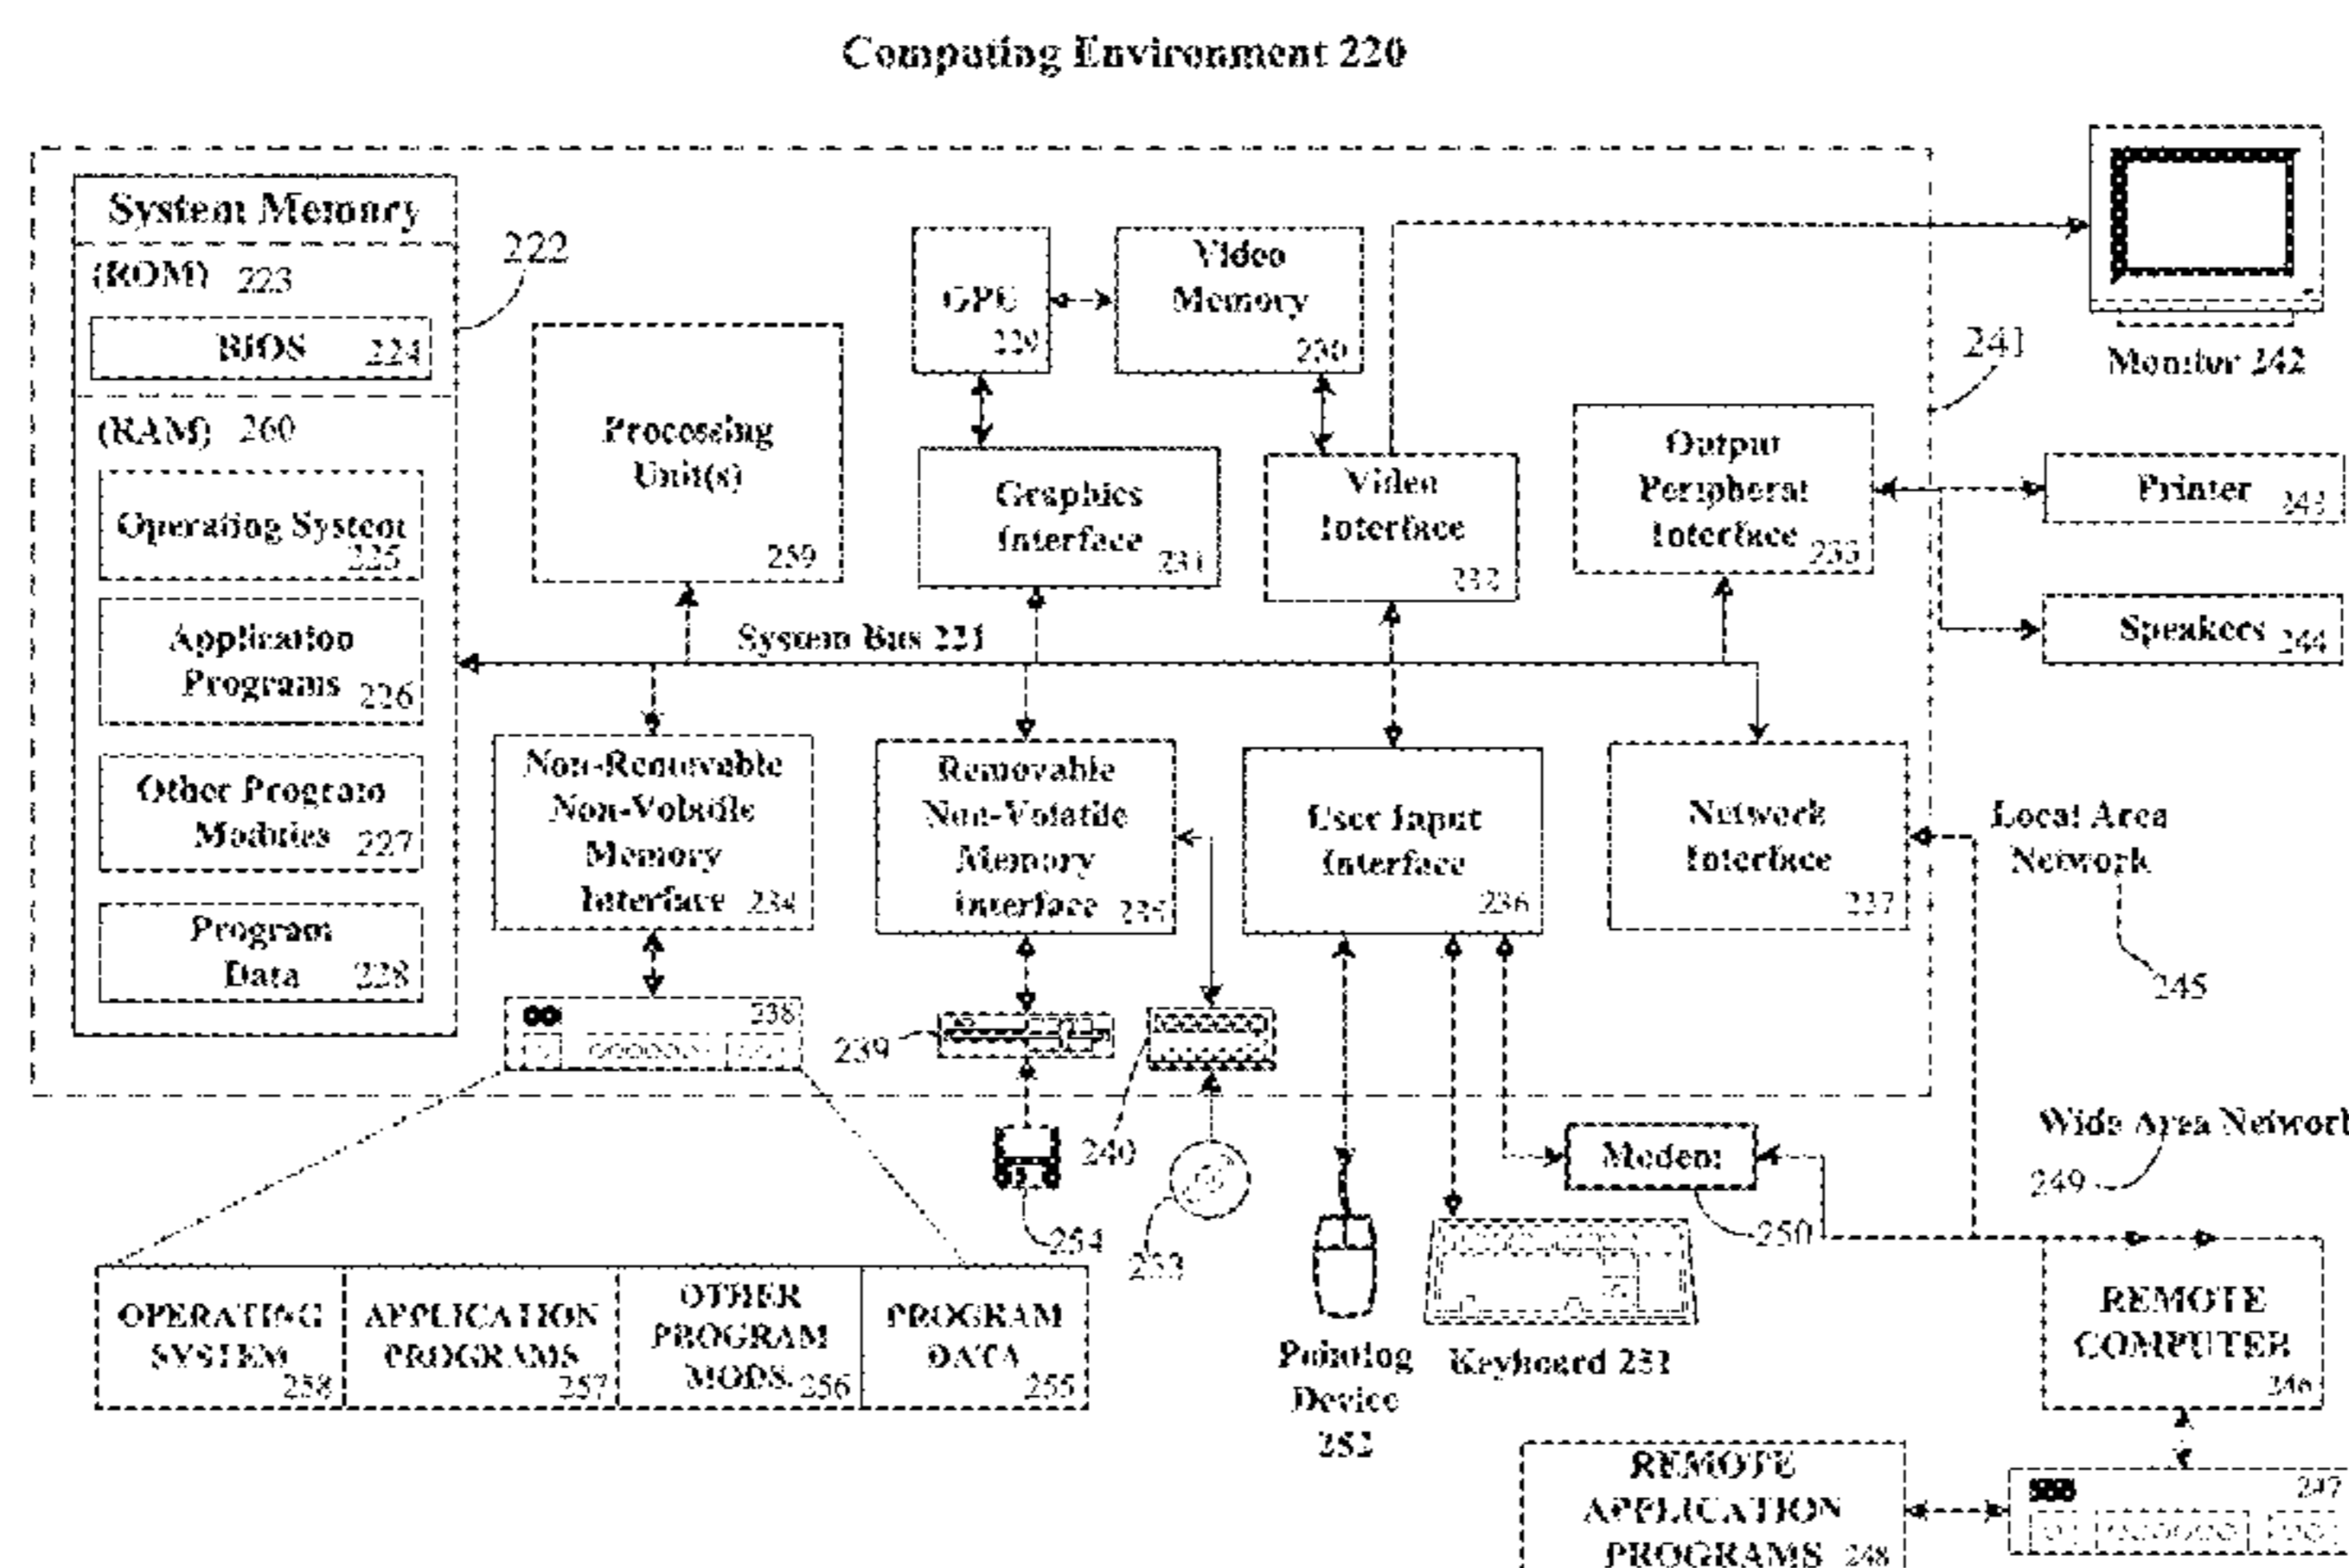 Computing Environment 220
System Memory
(ROM) 223
BIOS 224
222
(RAM) 260
Operating System
225
Application
Programs 226
Other Program
Modules 227
Program
Data 228
Processing
Unit(s)
259
GPU
229
Video
Memory
230
Graphics
Interface
231
Video
Interface
232
Output
Peripheral
Interface 233
241
Monitor 242
Printer 243
Speakers 244
System Bus 221
Non-Removable
Non-Volatile
Memory
Interface 234
Removable
Non-Volatile
Memory
interface 235
User Input
Interface
236
Network
Interface
237
Local Area
Network
245
238
239
240
254
253
Modem
250
Wide Area Network
249
OPERATING
SYSTEM
258
APPLICATION
PROGRAMS
257
OTHER
PROGRAM
MODS. 256
PROGRAM
DATA
255
Pointing
Device
252
Keyboard 251
REMOTE
COMPUTER
246
REMOTE
APPLICATION
PROGRAMS 248
247